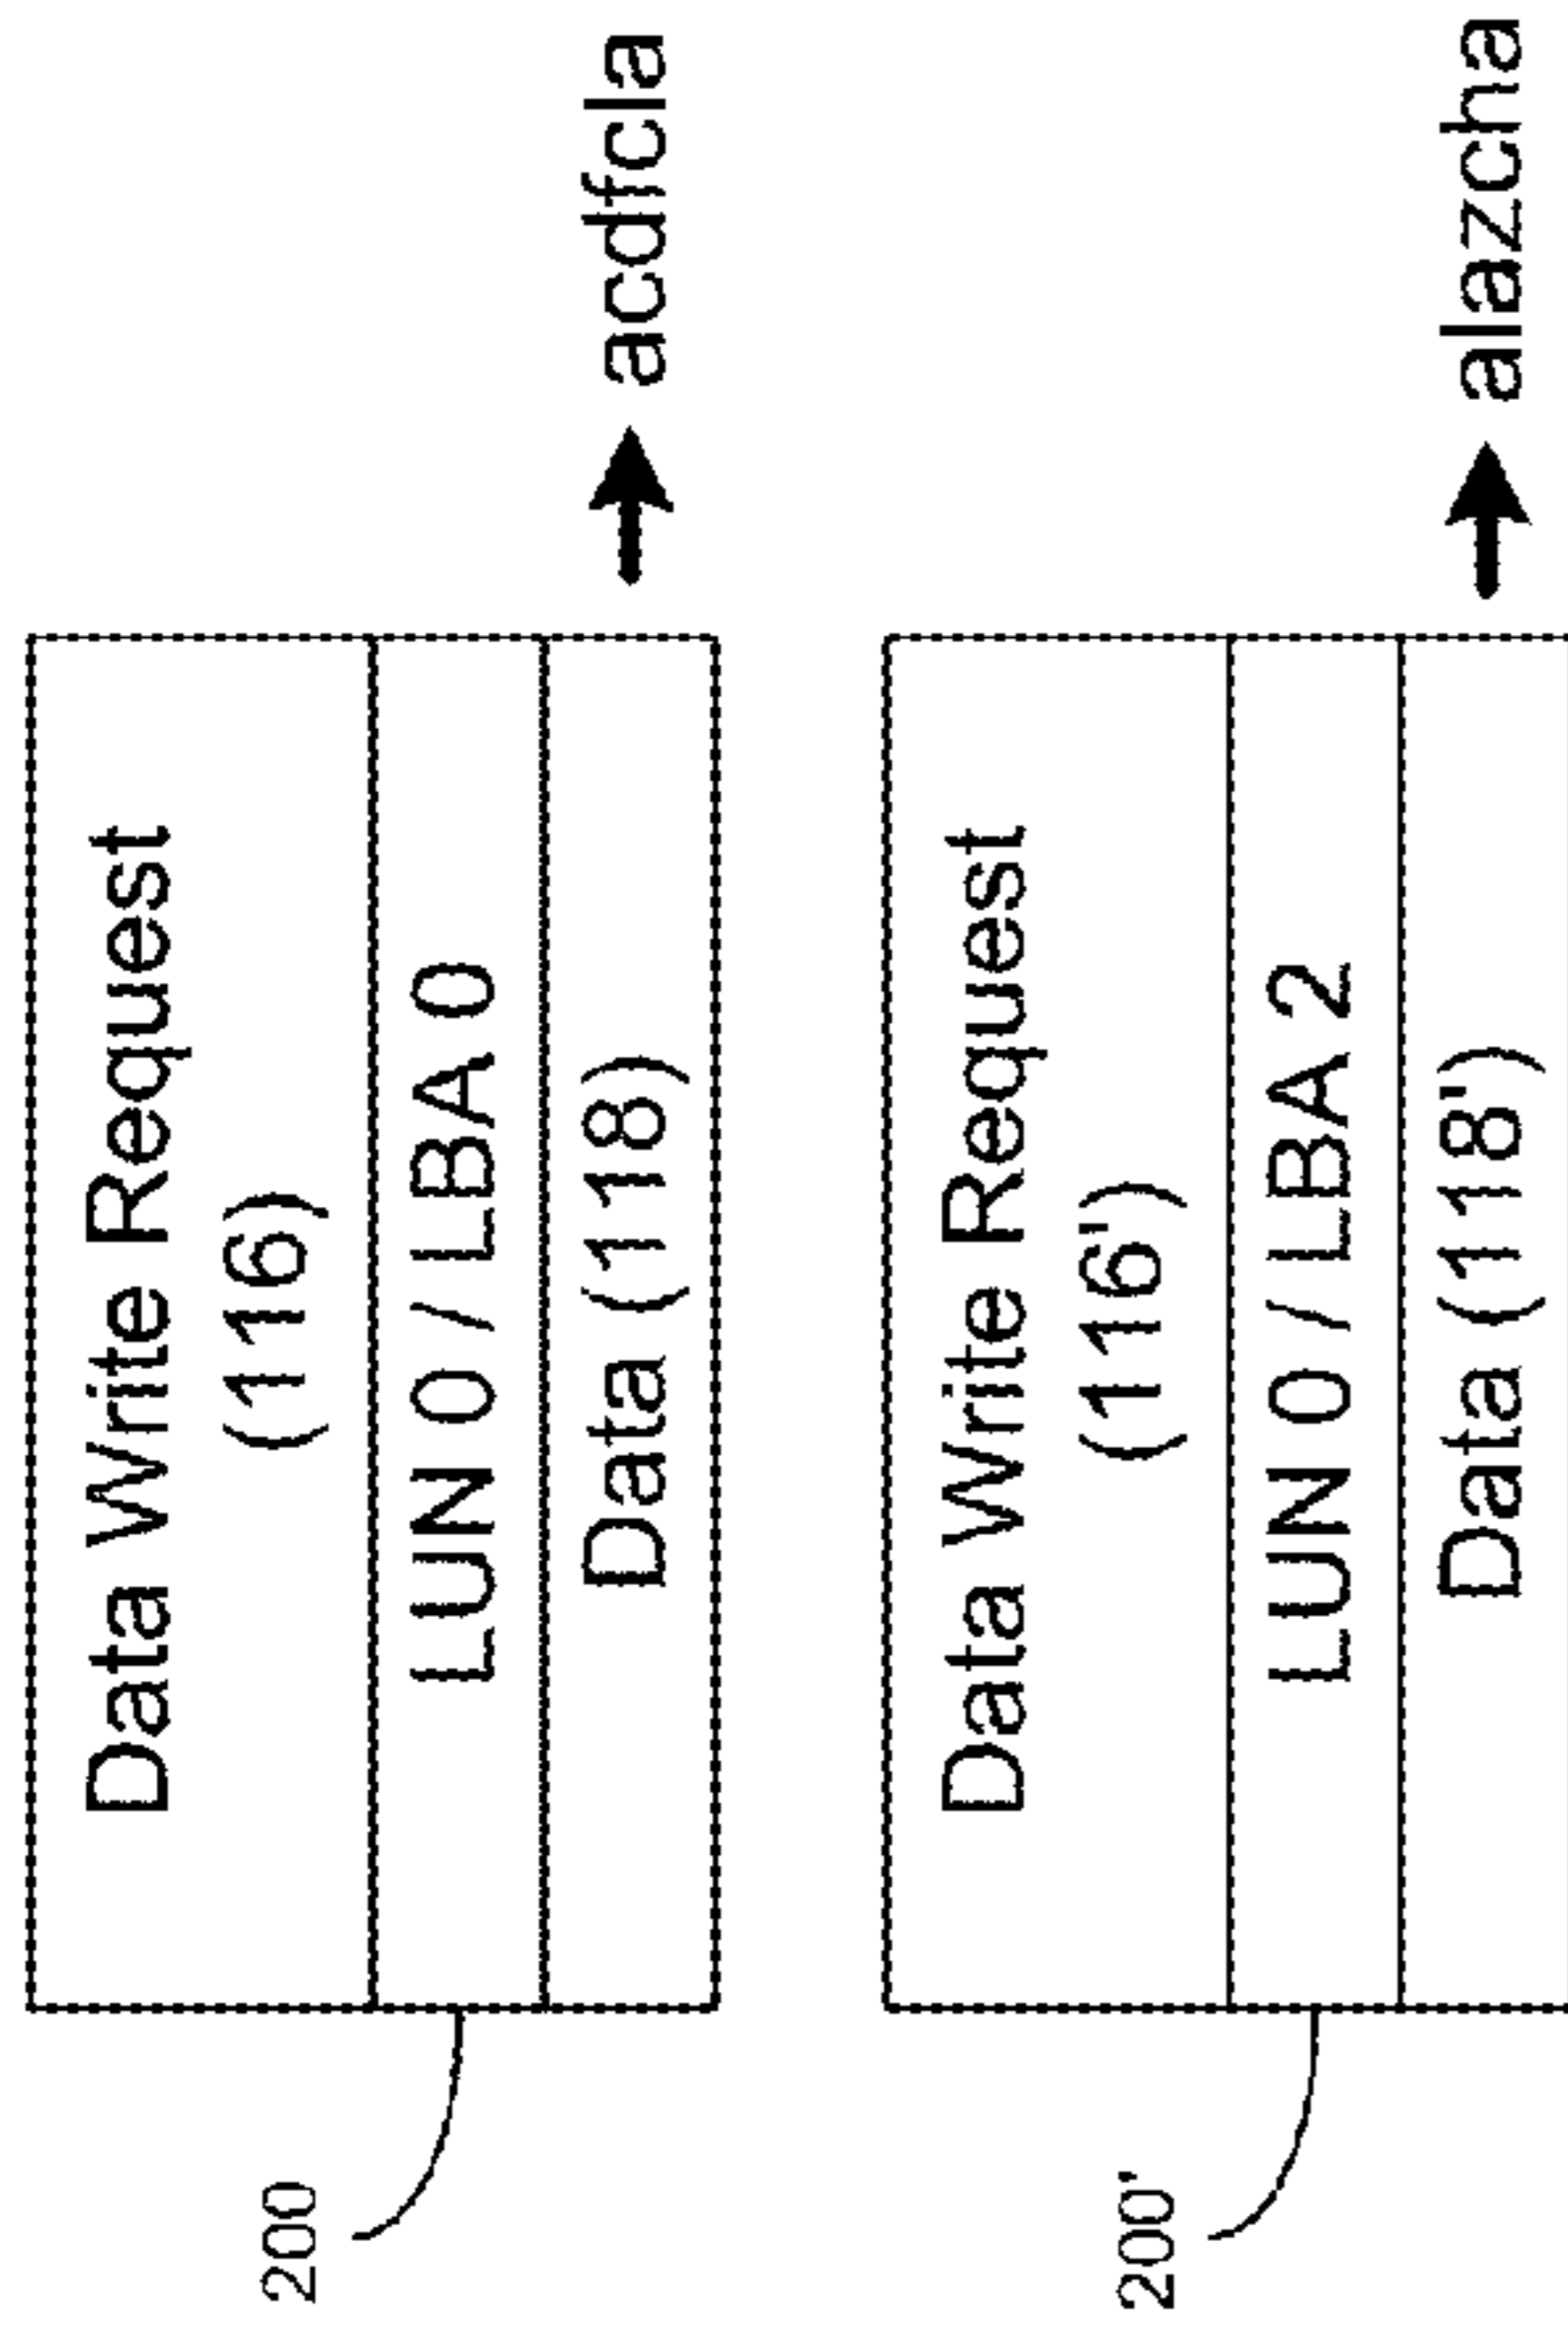 Data Write Request
(116)
LUN 0 / LBA 0
200
Data (118)
acdfcla
Data Write Request
(116')
LUN 0 / LBA 2
200'
Data (118')
alazcha